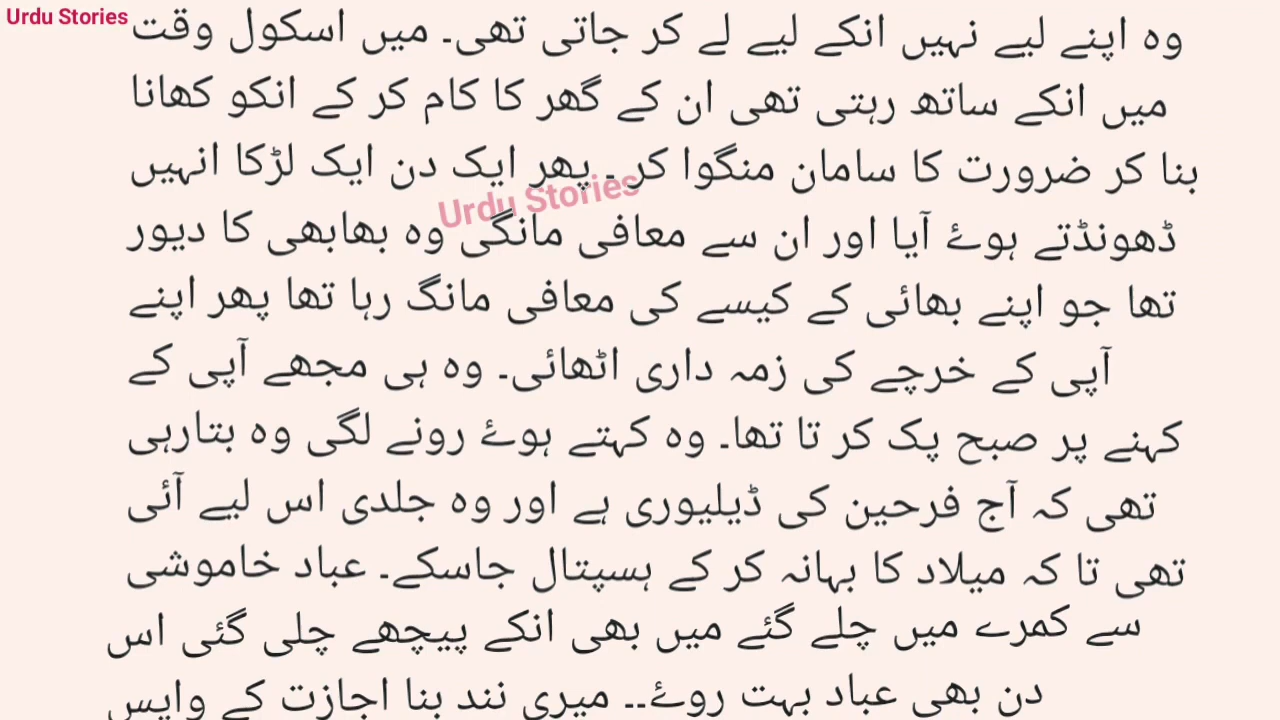 Urdu Stories
وہ اپنے لیے نہیں انکے لیے لے کر جاتی تھی۔ میں اسکول وقت
میں انکے ساتھ رہتی تھی ان کے گھر کا کام کر کے انکو کھانا
بنا کر ضرورت کا سامان منگوا کر ۔ پھر ایک دن ایک لڑکا انہیں
Urdu Stories
ڈھونڈتے ہوۓ آیا اور ان سے معافی مانگی وہ بھابھی کا دیور
تھا جو اپنے بھائی کے کیسے کی معافی مانگ رہا تھا پھر اپنے
آپی کے خرچے کی زمہ داری اٹھائی۔ وہ ہی مجھے آپی کے
کہنے پر صبح پک کر تا تھا۔ وہ کہتے ہوۓ رونے لگی وہ بتارہی
تھی کہ آج فرحین کی ڈیلیوری ہے اور وہ جلدی اس لیے آئی
تھی تا کہ میلاد کا بہانہ کر کے ہسپتال جاسکے۔ عباد خاموشی
سے کمرے میں چلے گئے میں بھی انکے پیچھے چلی گئی اس
دن بھی عباد بہت روۓ۔۔ میری نند بنا اجازت کے واپس